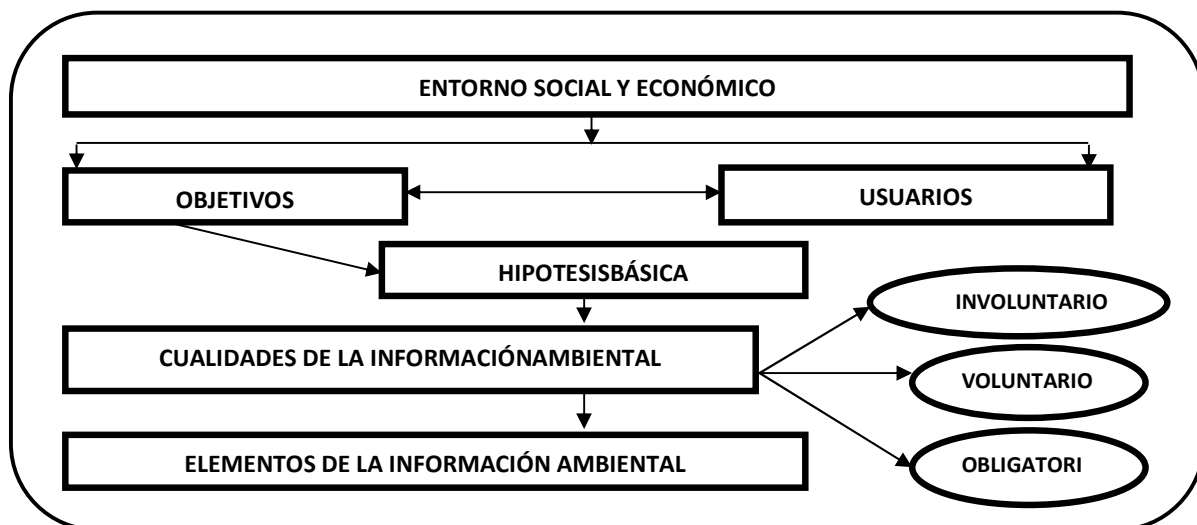 ENTORNO SOCIAL Y ECONÓMICO
OBJETIVOS
USUARIOS
HIPOTESISBÁSICA
INVOLUNTARIO
CUALIDADES DE LA INFORMACIÓNAMBIENTAL
VOLUNTARIO
ELEMENTOS DE LA INFORMACIÓN AMBIENTAL
OBLIGATORI